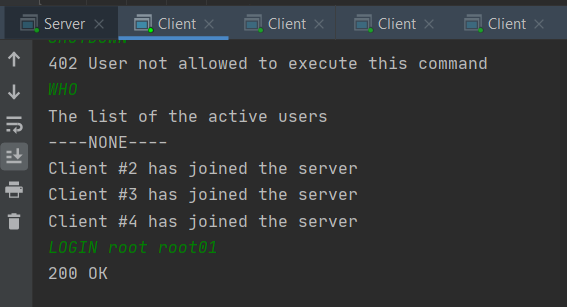 Server Client Client Client Client
SHUTDOWN
402 User not allowed to execute this command
WHO
The list of the active users
----NONE----
Client #2 has joined the server
Client #3 has joined the server
Client #4 has joined the server
LOGIN root root01
200 OK